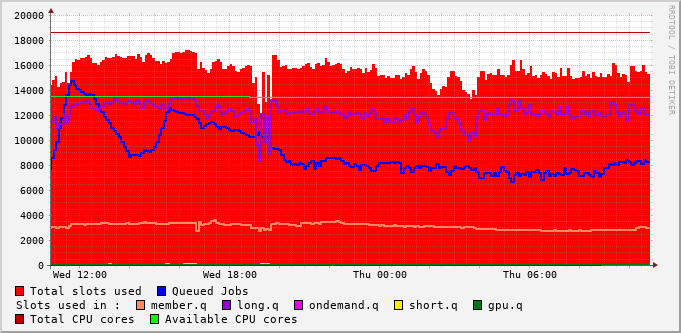 20000
18000
16000
14000
12000
10000
8000
6000
4000
2000
0
Wed 12:00 Wed 18:00 Thu 00:00 Thu 06:00
RRDTOOL / TOBI OETIKER
Total slots used Queued Jobs
Slots used in : member.q long.q ondemand.q short.q gpu.q
Total CPU cores Available CPU cores